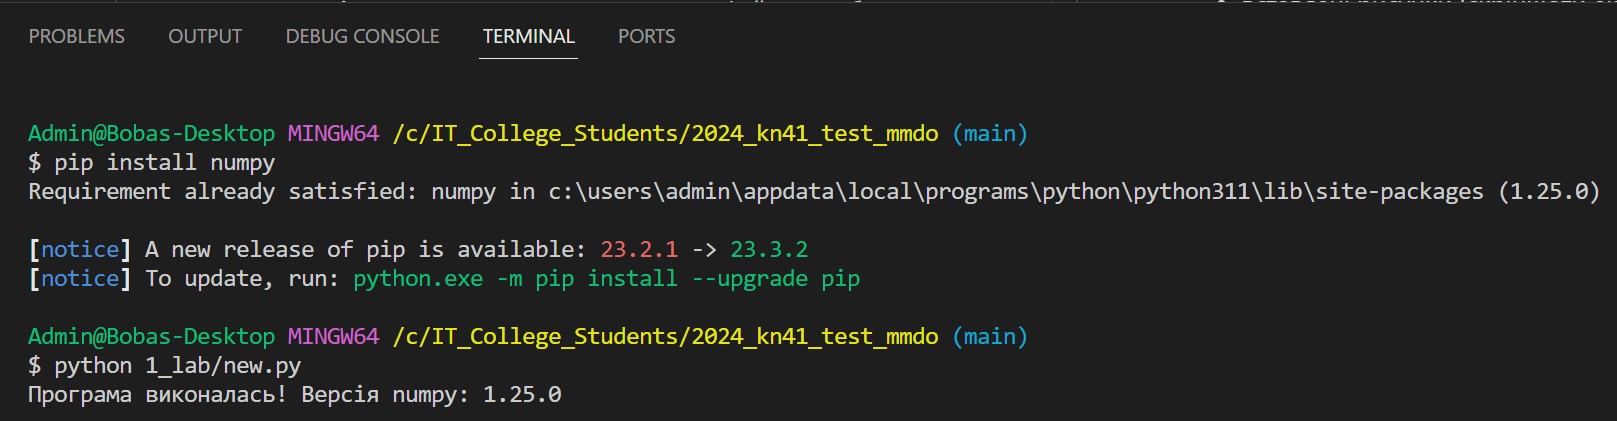 PROBLEMS OUTPUT DEBUG CONSOLE TERMINAL PORTS
Admin@Bobas-Desktop MINGW64 /c/IT_College_Students/2024_kn41_test_mmdo (main)
$ pip install numpy
Requirement already satisfied: numpy in c:\users\admin\appdata\local\programs\python\python311\lib\site-packages (1.25.0)
[notice] A new release of pip is available: 23.2.1 -> 23.3.2
[notice] To update, run: python.exe -m pip install --upgrade pip
Admin@Bobas-Desktop MINGW64 /c/IT_College_Students/2024_kn41_test_mmdo (main)
$ python 1_lab/new.py
Програма виконалась! Версія numpy: 1.25.0